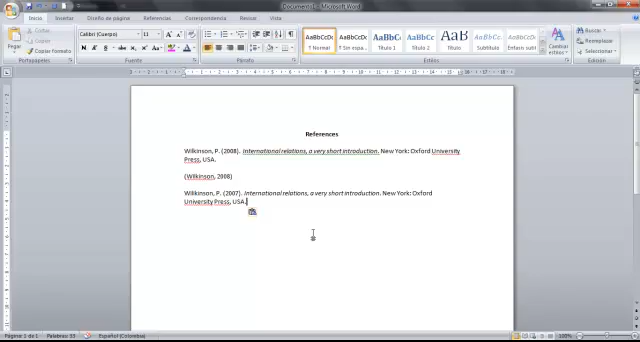 Documento1 - Microsoft Word
Inicio Insertar Diseño de página Referencias Correspondencia Revisar Vista
Pegar
Cortar
Copiar
Copiar formato
Portapapeles
Calibri (Cuerpo) 11
Fuente
Párrafo
AaBbCcDc AaBbCcDc AaBbC AaBbCc AaB AaBbCc AaBbCcDc
¶ Normal ¶ Sin espa... Título 1 Título 2 Título Subtítulo Énfasis sutil
Estilos
Cambiar estilos
Buscar
Reemplazar
Seleccionar
Edición
References
Wilkinson, P. (2008). International relations, a very short introduction. New York: Oxford University
Press, USA.
(Wilkinson, 2008)
Wilikinson, P. (2007). International relations, a very short introduction. New York: Oxford
University Press, USA.
Página: 1 de 1 Palabras: 35 Español (Colombia) 100%